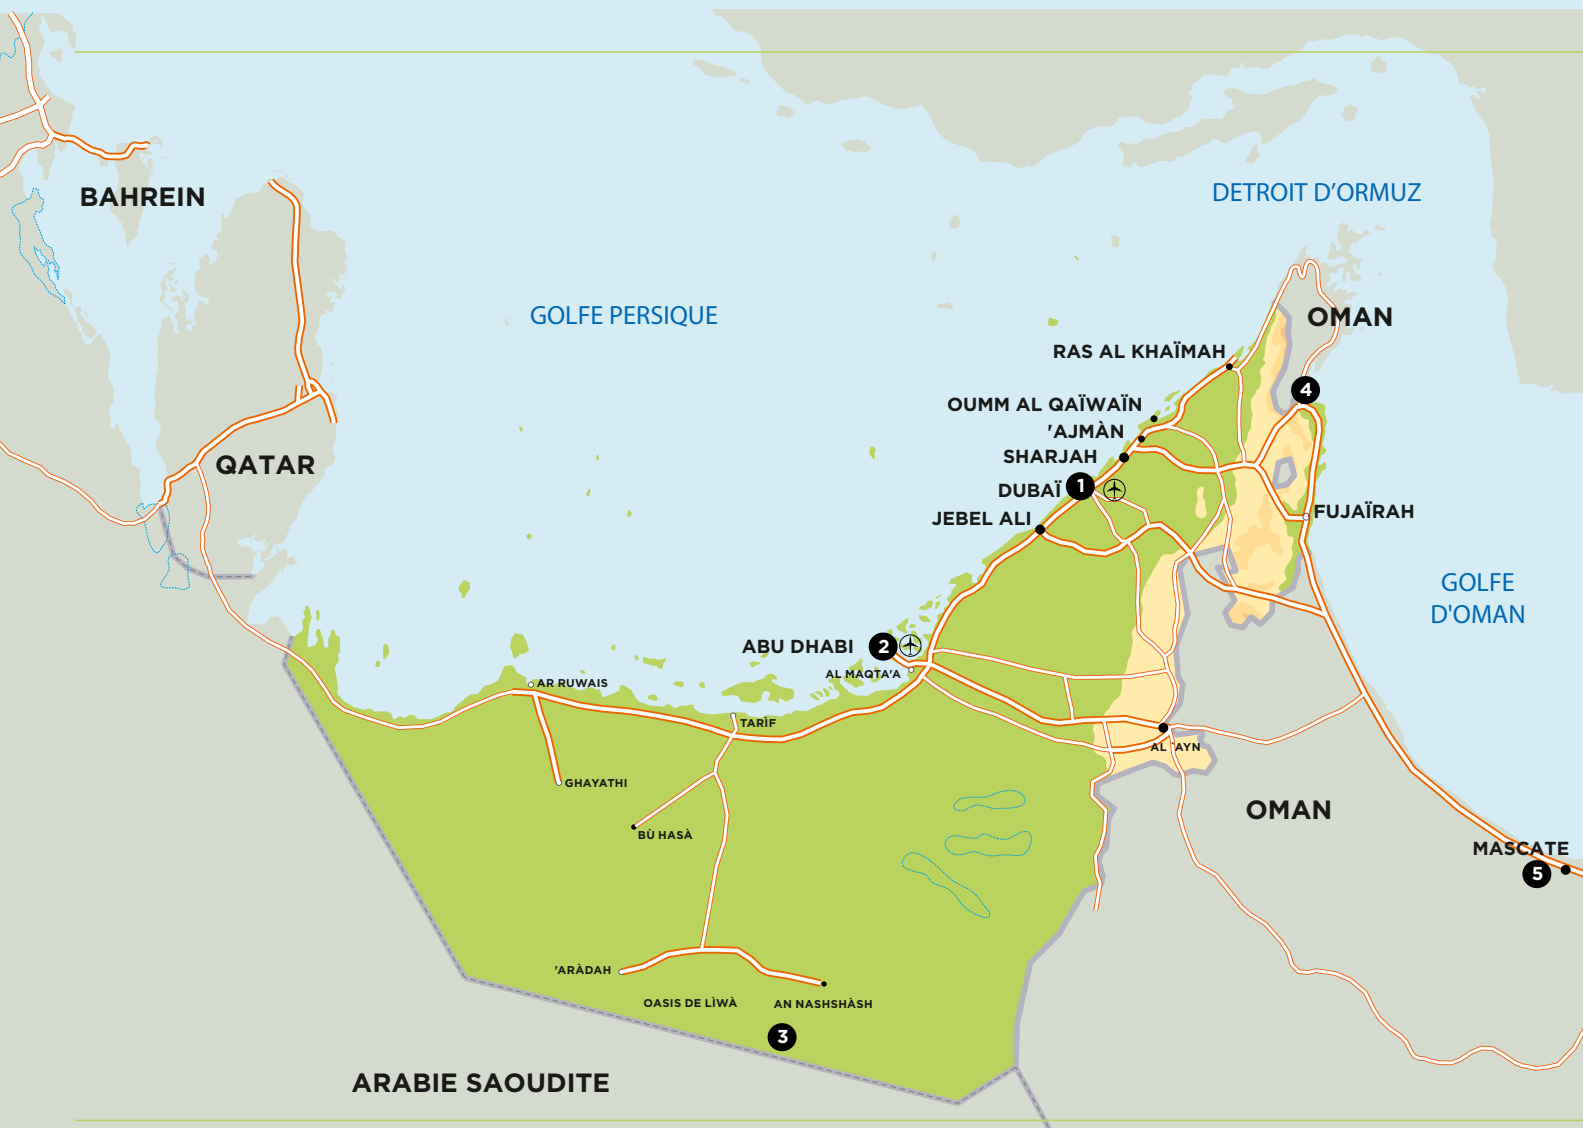 BAHREIN
DETROIT D'ORMUZ
GOLFE PERSIQUE
OMAN
RAS AL KHAÏMAH
4
OUMM AL QAÏWAÏN
'AJMÀN
SHARJAH
QATAR
DUBAÏ 1
JEBEL ALI
FUJAÏRAH
GOLFE
D'OMAN
ABU DHABI 2
AL MAQTA'A
AR RUWAIS
TARÌF
AL 'AYN
GHAYATHI
OMAN
BÙ HASÀ
MASCATE
5
'ARÀDAH
OASIS DE LÌWÀ
AN NASHSHÀSH
3
ARABIE SAOUDITE